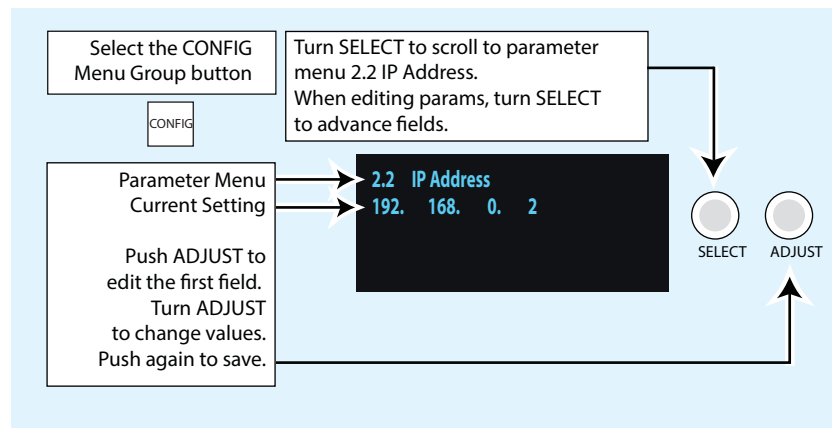 Select the CONFIG
Menu Group button
CONFIG
Turn SELECT to scroll to parameter
menu 2.2 IP Address.
When editing params, turn SELECT
to advance fields.
Parameter Menu
Current Setting
Push ADJUST to
edit the first field.
Turn ADJUST
to change values.
Push again to save.
2.2 IP Address
192. 168. 0. 2
SELECT
ADJUST